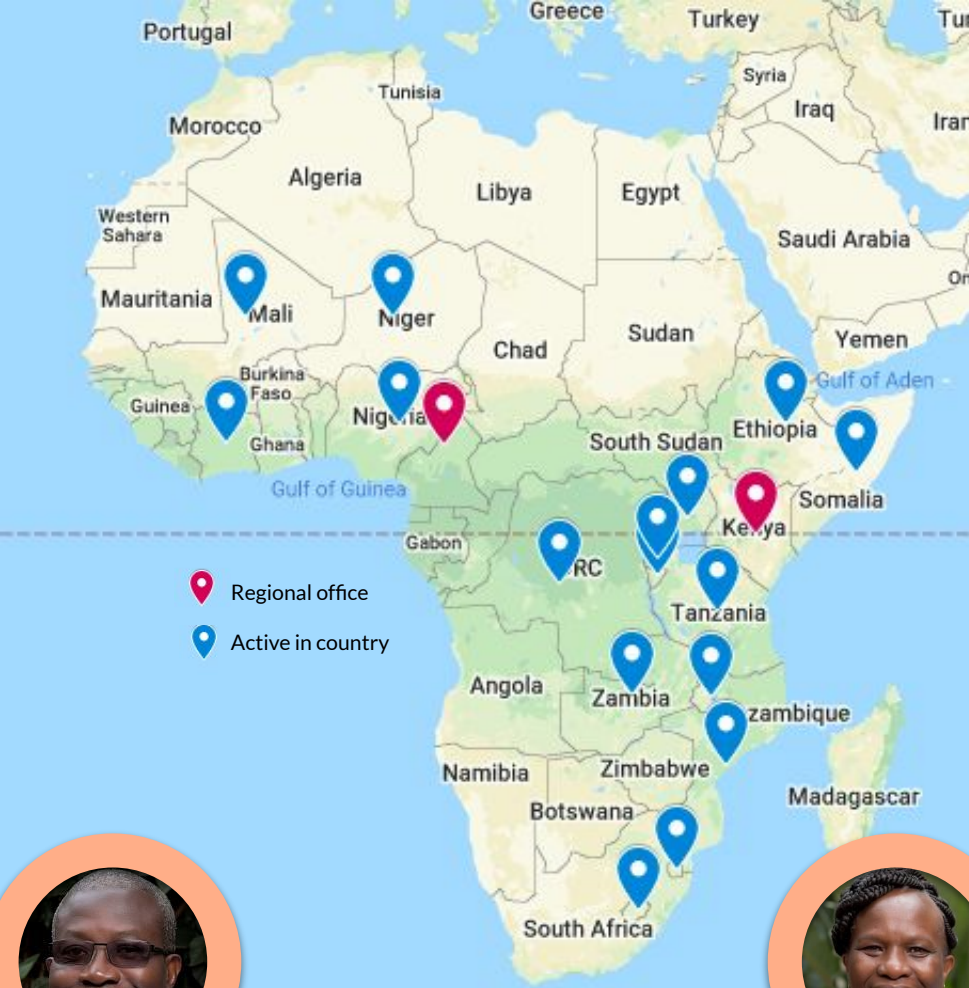 Greece
Turkey
Portugal
Syria
Tunisia
Iraq
Morocco
Algeria
Libya
Egypt
Western
Sahara
Saudi Arabia
Mauritania
Mali
Niger
Chad
Sudan
Yemen
Burkina
Faso
Gulf of Aden
Guinea
Ethiopia
Ghana
South Sudan
Gulf of Guinea
Somalia
Kenya
Gabon
RC
Regional office
Tanzania
Active in country
Angola
Zambia
zambique
Namibia
Zimbabwe
Madagascar
Botswana
South Africa